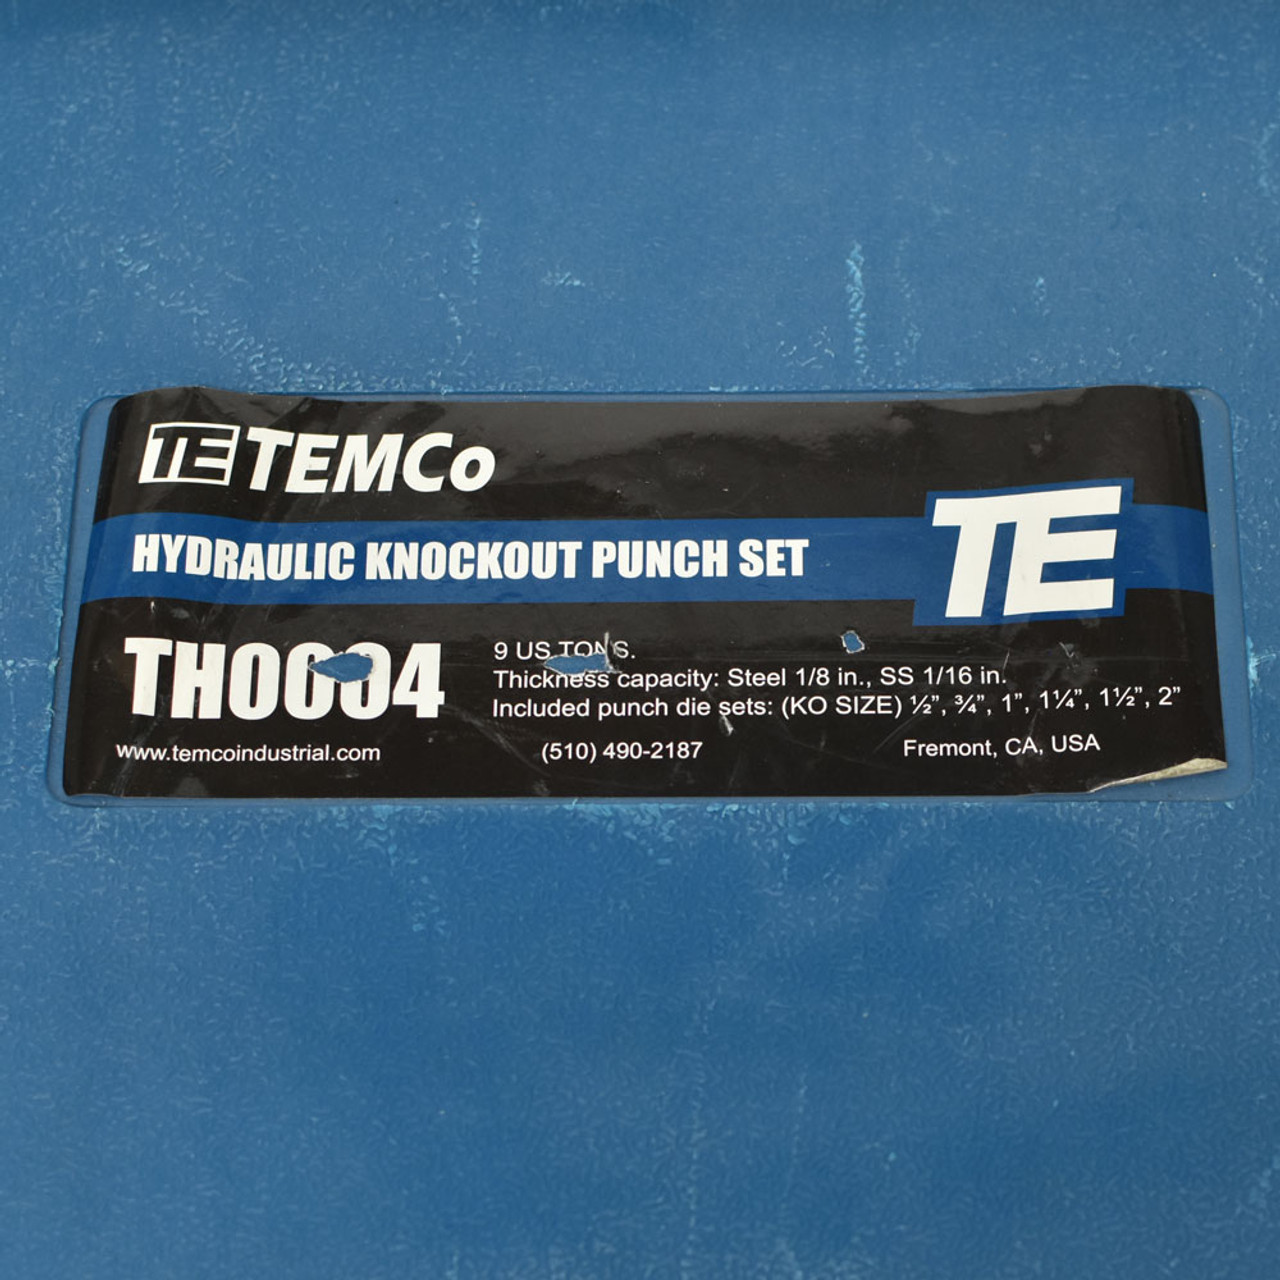 TE TEMCo
HYDRAULIC KNOCKOUT PUNCH SET
TE
TH0004
9 US TONS.
Thickness capacity: Steel 1/8 in., SS 1/16 in.
Included punch die sets: (KO SIZE) ½”, ¾”, 1”, 1¼”, 1½”, 2”
www.temcoindustrial.com (510) 490-2187 Fremont, CA, USA